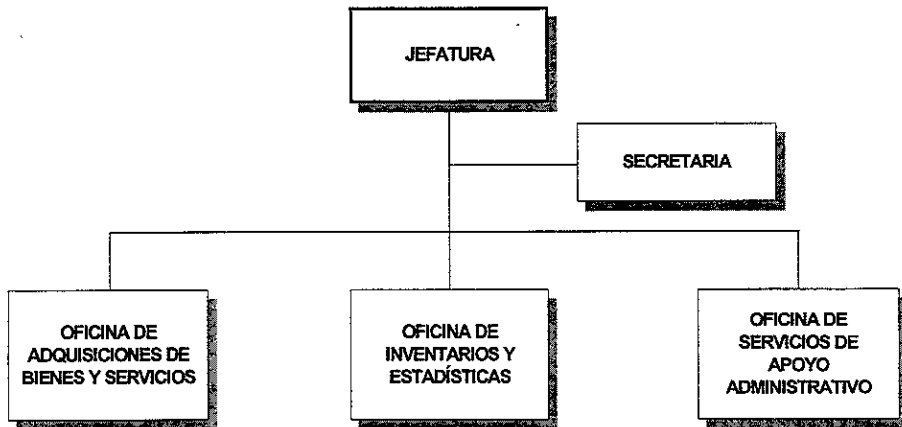 JEFATURA
SECRETARIA
OFICINA DE
ADQUISICIONES DE
BIENES Y SERVICIOS
OFICINA DE
INVENTARIOS Y
ESTADÍSTICAS
OFICINA DE
SERVICIOS DE
APOYO
ADMINISTRATIVO